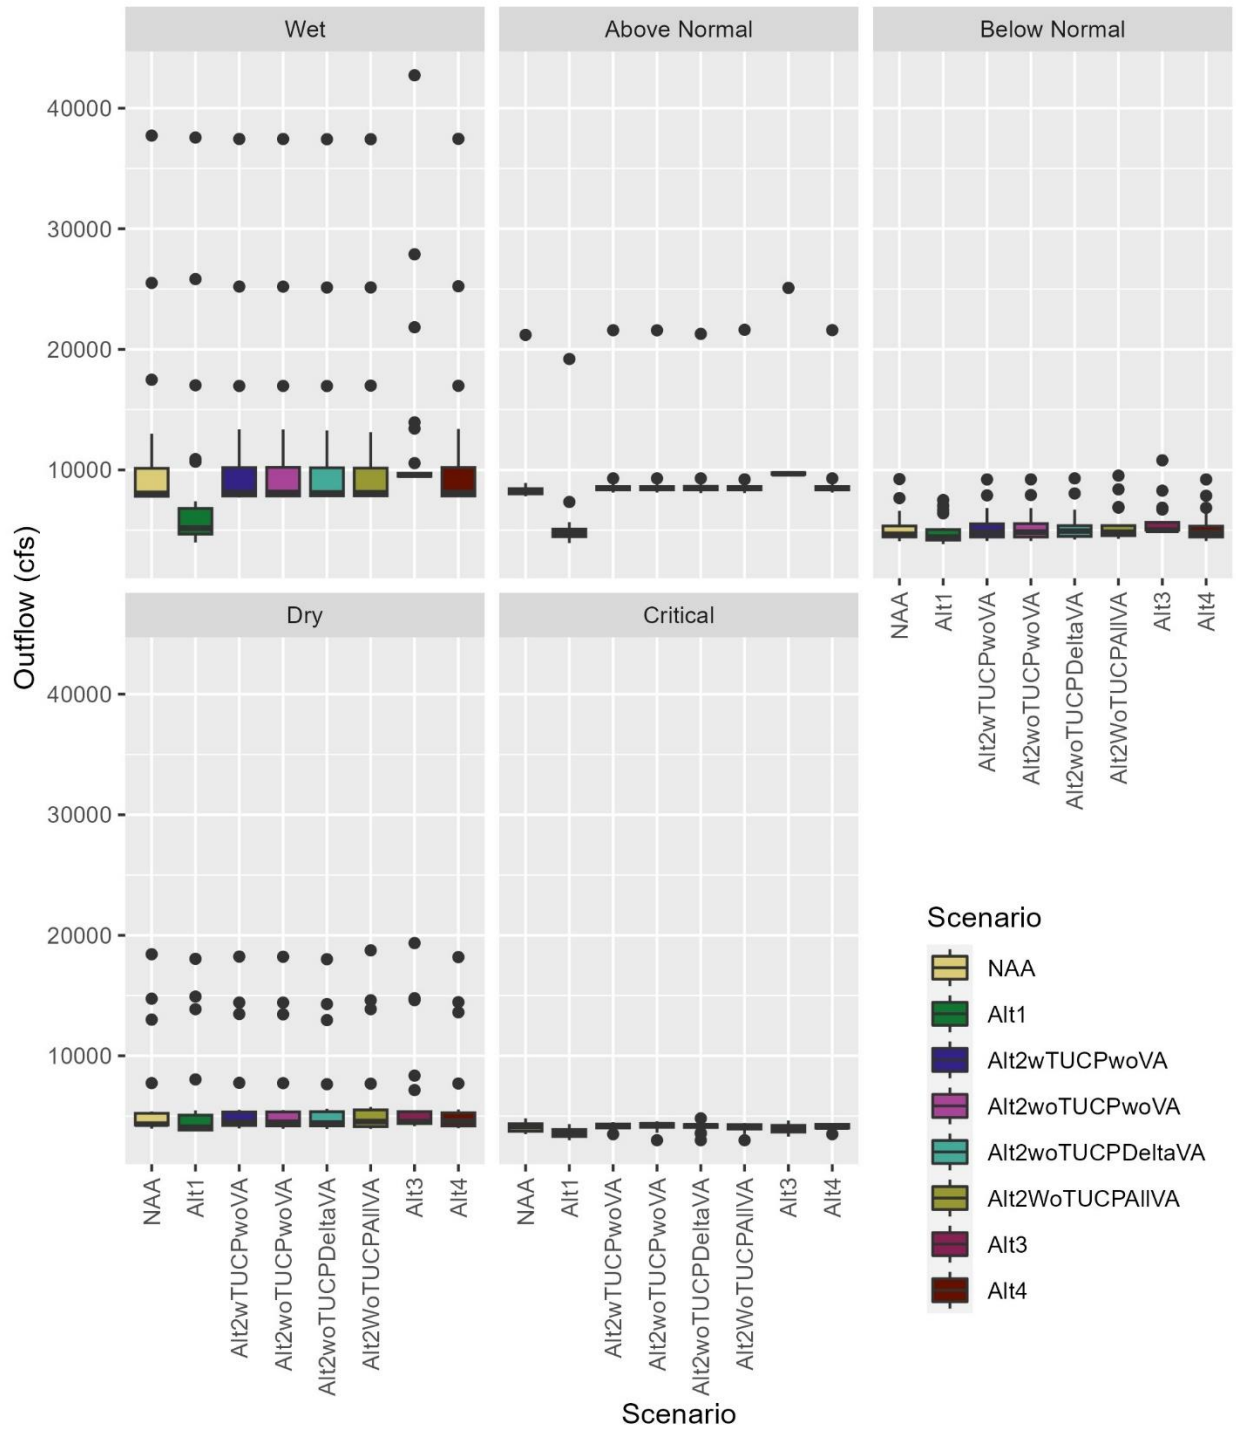 Wet
Above Normal
Below Normal
40000
30000
20000
10000
Outflow (cfs)
NAA
Alt1
Alt2wTUCPwoVA
Alt2woTUCPwoVA
Alt2woTUCPDeltaVA
Alt2WoTUCPAllVA
Alt3
Alt4
Dry
Critical
40000
30000
20000
10000
NAA
Alt1
Alt2wTUCPwoVA
Alt2woTUCPwoVA
Alt2woTUCPDeltaVA
Alt2WoTUCPAllVA
Alt3
Alt4
NAA
Alt1
Alt2wTUCPwoVA
Alt2woTUCPwoVA
Alt2woTUCPDeltaVA
Alt2WoTUCPAllVA
Alt3
Alt4
Scenario
Scenario
NAA
Alt1
Alt2wTUCPwoVA
Alt2woTUCPwoVA
Alt2woTUCPDeltaVA
Alt2WoTUCPAllVA
Alt3
Alt4